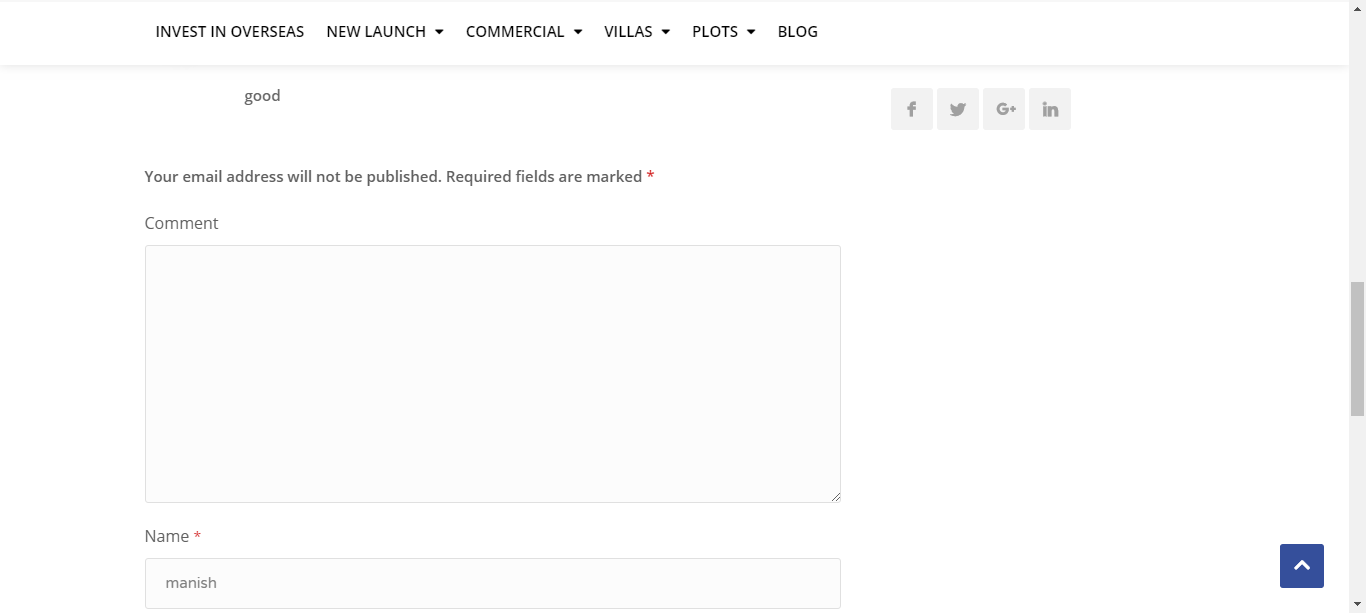 INVEST IN OVERSEAS NEW LAUNCH COMMERCIAL VILLAS PLOTS BLOG
good
Your email address will not be published. Required fields are marked *
Comment
Name *
manish